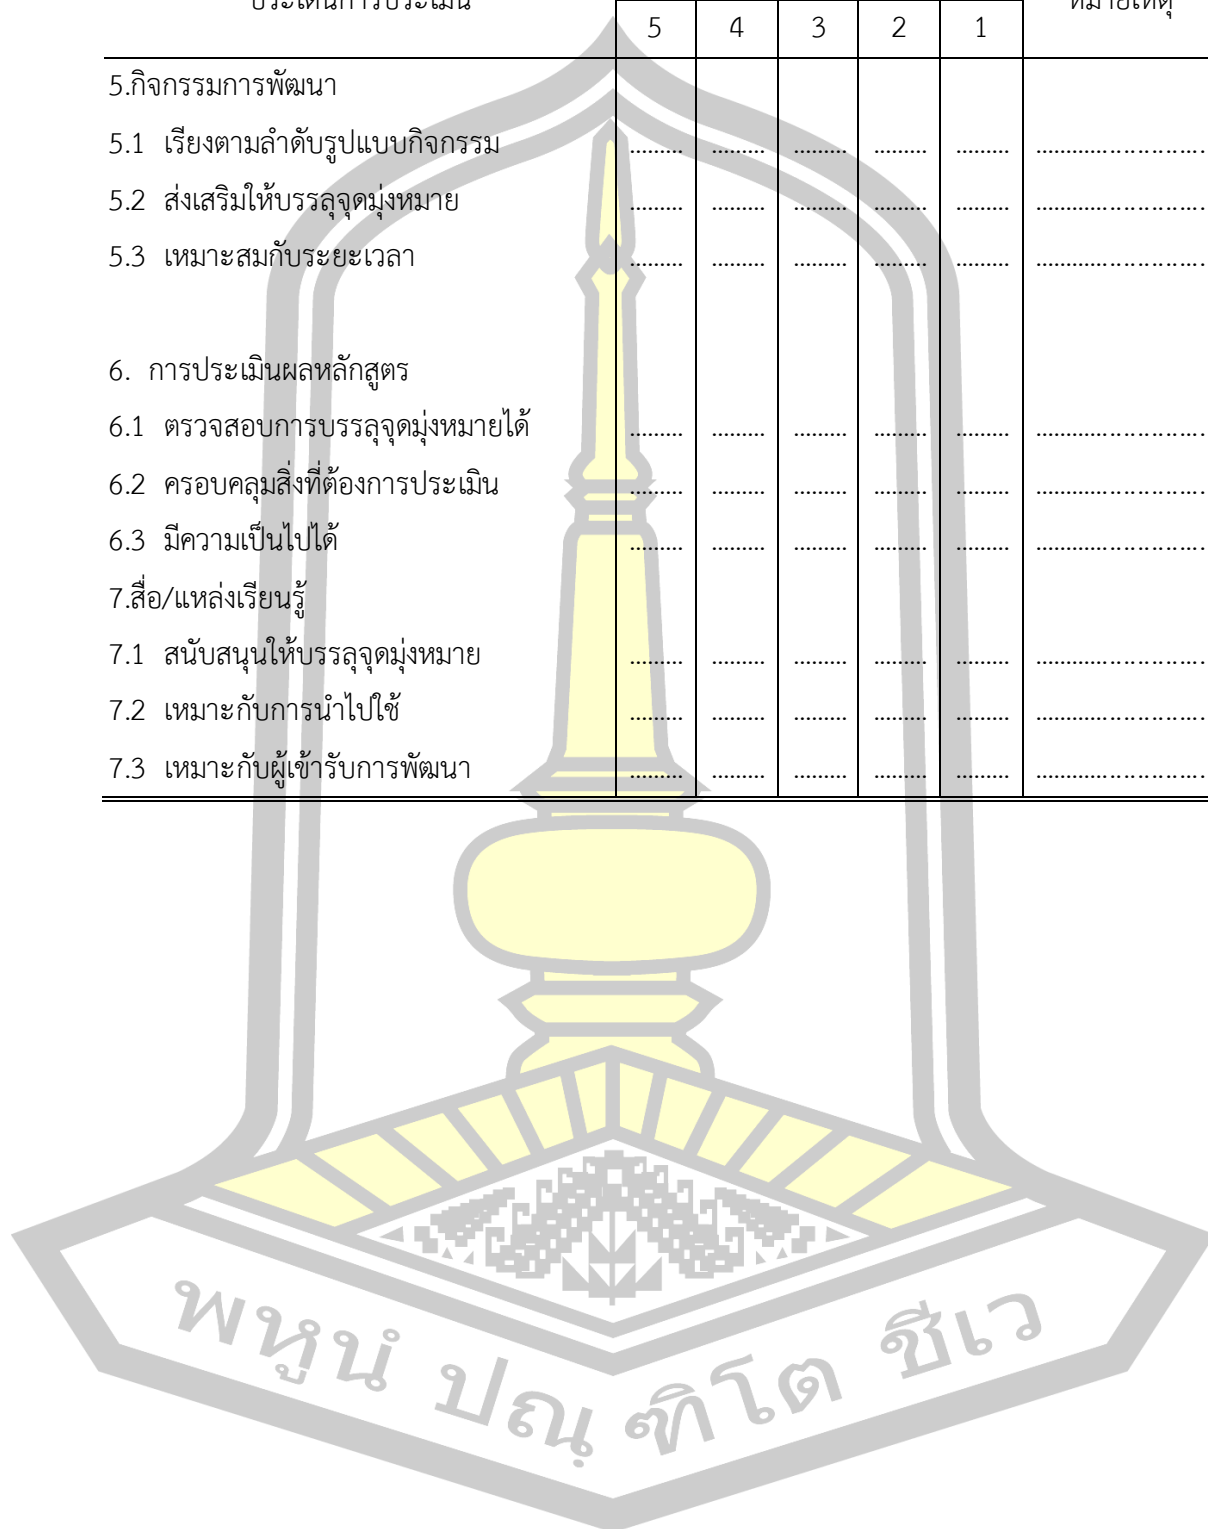 ประเด็นการประเมิน หมายเหตุ
5 4 3 2 1
5.กิจกรรมการพัฒนา
5.1 เรียงตามลำดับรูปแบบกิจกรรม ......... ......... ......... ......... ......... .............................
5.2 ส่งเสริมให้บรรลุจุดมุ่งหมาย ......... ......... ......... ......... ......... .............................
5.3 เหมาะสมกับระยะเวลา ......... ......... ......... ......... ......... .............................
6. การประเมินผลหลักสูตร
6.1 ตรวจสอบการบรรลุจุดมุ่งหมายได้ ......... ......... ......... ......... ......... .............................
6.2 ครอบคลุมสิ่งที่ต้องการประเมิน ......... ......... ......... ......... ......... .............................
6.3 มีความเป็นไปได้ ......... ......... ......... ......... ......... .............................
7.สื่อ/แหล่งเรียนรู้
7.1 สนับสนุนให้บรรลุจุดมุ่งหมาย ......... ......... ......... ......... ......... .............................
7.2 เหมาะกับการนำไปใช้ ......... ......... ......... ......... ......... .............................
7.3 เหมาะกับผู้เข้ารับการพัฒนา ......... ......... ......... ......... ......... .............................
พหูนํ ปณฺฑิโต ชีเว